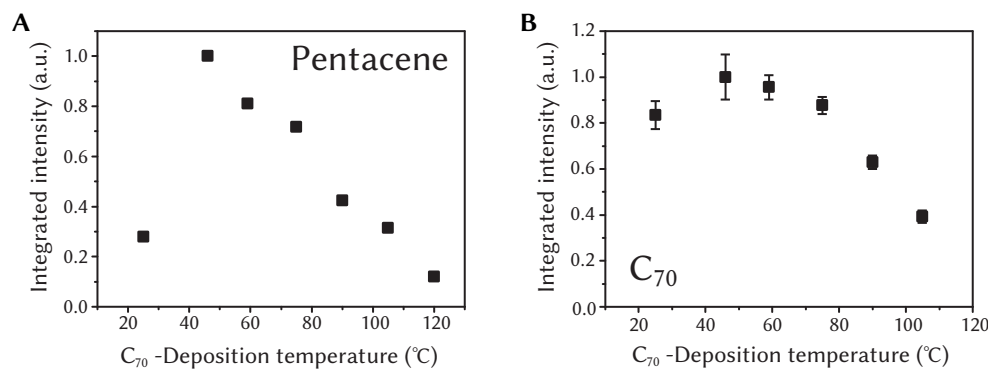 A
B
Pentacene
Integrated intensity (a.u.)
1.0
0.8
0.6
0.4
0.2
0.0
20 40 60 80 100 120
C₇₀ -Deposition temperature (℃)
Integrated intensity (a.u.)
1.2
1.0
0.8
0.6
0.4
0.2
0.0
C₇₀
20 40 60 80 100 120
C₇₀ -Deposition temperature (℃)